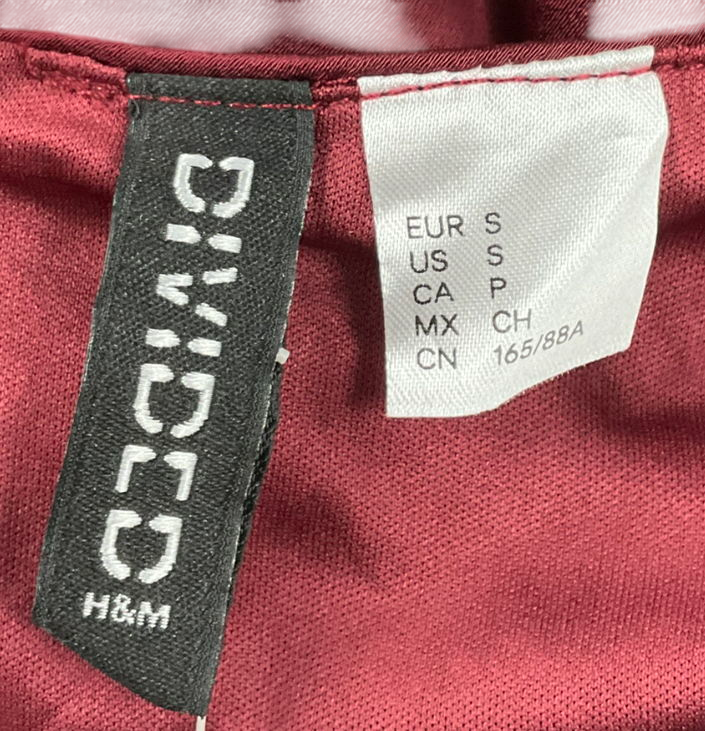 DIVIDED
H&M
EUR S
US S
CA P
MX CH
CN 165/88A